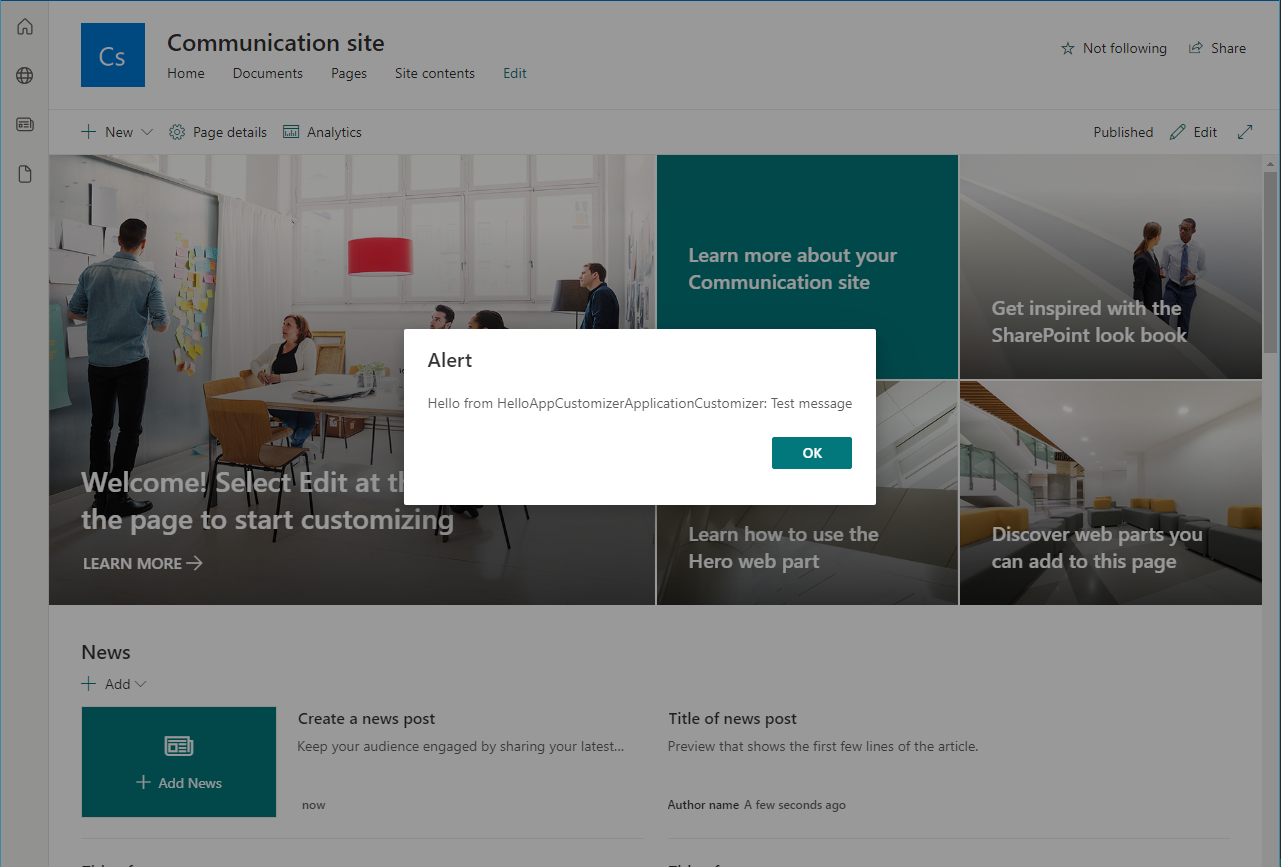 Cs
Communication site
Home Documents Pages Site contents Edit
Not following Share
New Page details Analytics
Published Edit
Welcome! Select Edit at th
the page to start customizing
LEARN MORE
Learn more about your
Communication site
Get inspired with the
SharePoint look book
Alert
Hello from HelloAppCustomizerApplicationCustomizer: Test message
OK
Learn how to use the
Hero web part
Discover web parts you
can add to this page
News
Add
Add News
Create a news post
Keep your audience engaged by sharing your latest...
now
Title of news post
Preview that shows the first few lines of the article.
Author name A few seconds ago